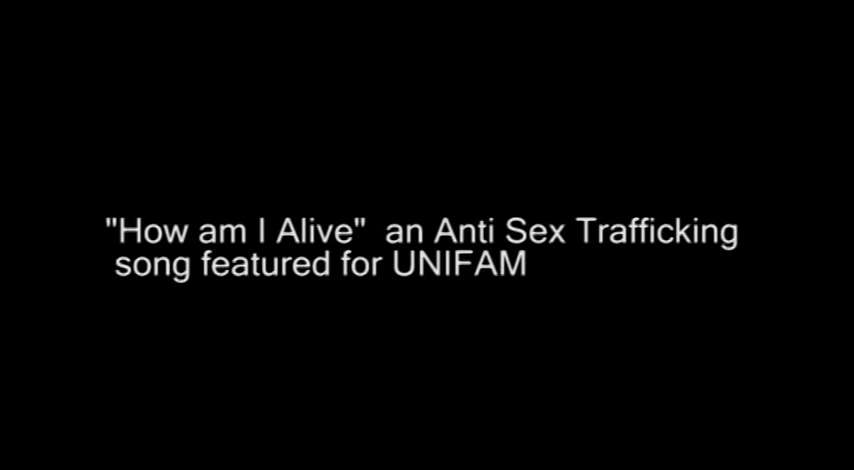 "How am I Alive"  an Anti Sex Trafficking
song featured for UNIFAM